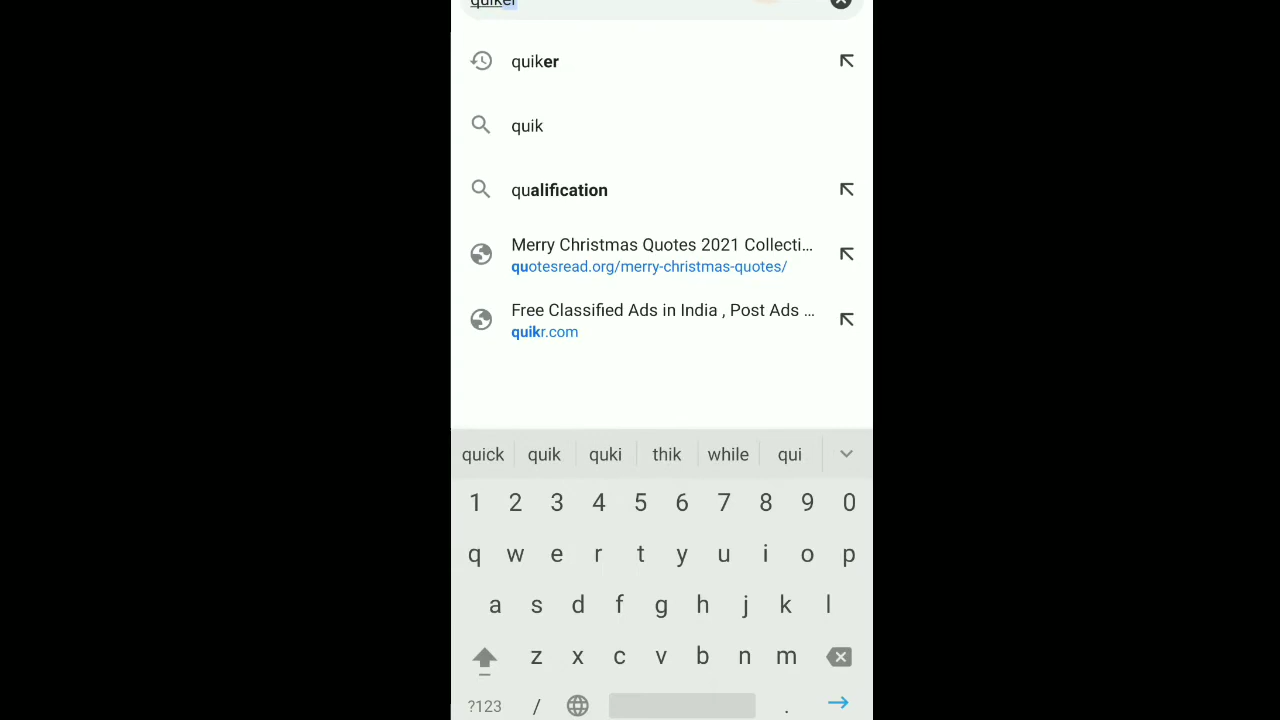 quiker
quiker
quik
qualification
Merry Christmas Quotes 2021 Collecti...
quotesread.org/merry-christmas-quotes/
Free Classified Ads in India , Post Ads ...
quikr.com
quick quik quki thik while qui
1 2 3 4 5 6 7 8 9 0
q w e r t y u i o p
a s d f g h j k l
z x c v b n m
?123 / .